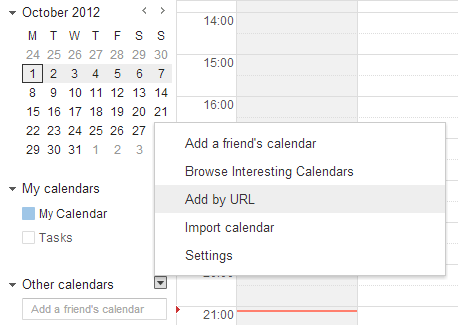 October 2012
M T W T F S S
24 25 26 27 28 29 30
1 2 3 4 5 6 7
8 9 10 11 12 13 14
15 16 17 18 19 20 21
22 23 24 25 26 27
29 30 31 1 2 3
My calendars
My Calendar
Tasks
Other calendars
Add a friend's calendar
14:00
15:00
16:00
Add a friend's calendar
Browse Interesting Calendars
Add by URL
Import calendar
Settings
21:00